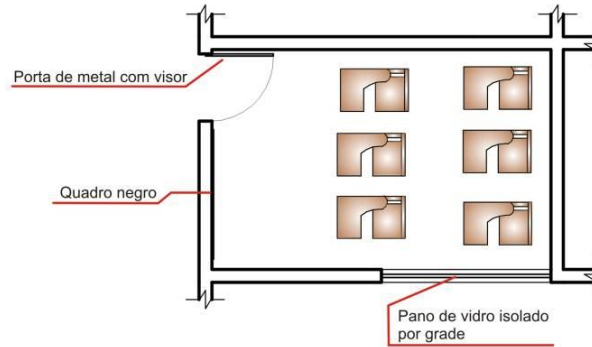 Porta de metal com visor
Quadro negro
Pano de vidro isolado
por grade